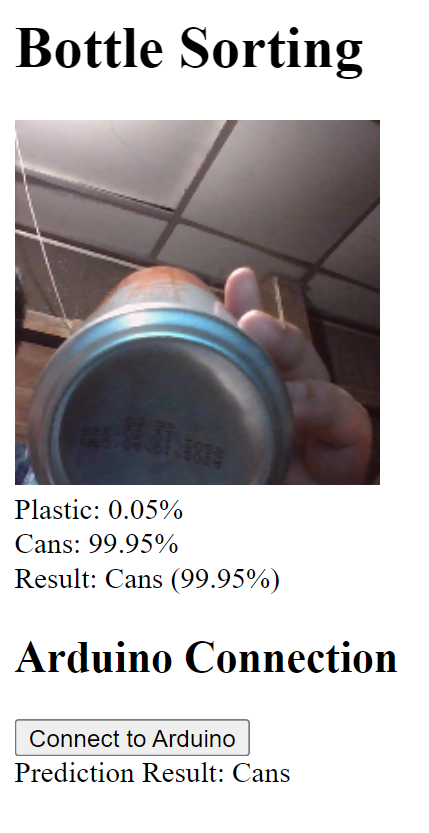 Bottle Sorting
Plastic: 0.05%
Cans: 99.95%
Result: Cans (99.95%)
Arduino Connection
Connect to Arduino
Prediction Result: Cans